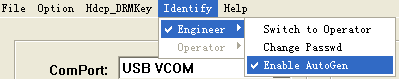 File Option Hdcp_DRMKey Identify Help
Engineer
Switch to Operator
Operator
Change Passwd
ComPort: USB VCOM
Enable AutoGen